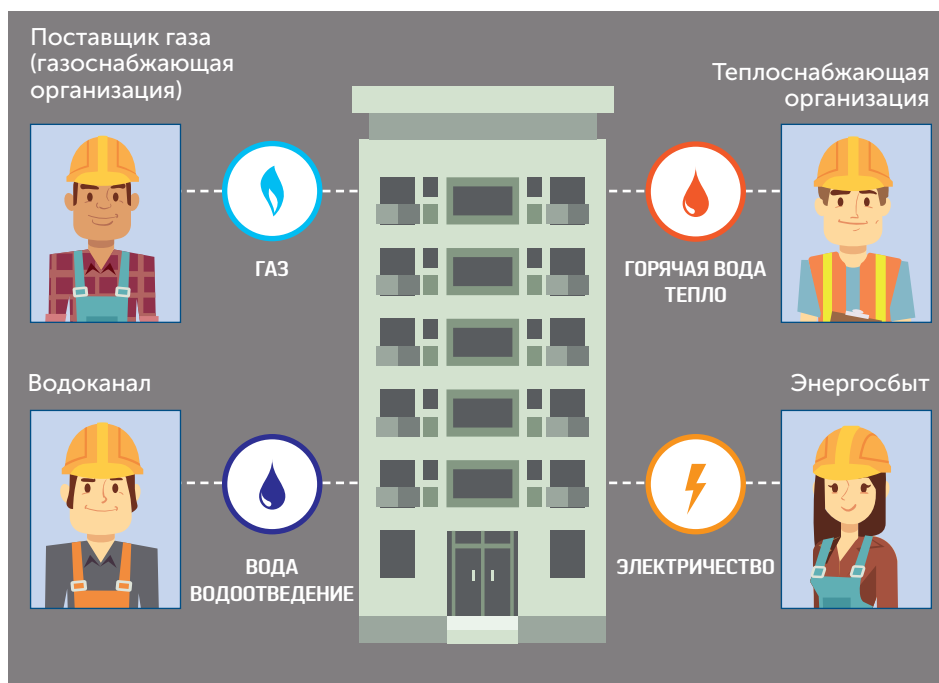 Поставщик газа
(газоснабжающая
организация)
Теплоснабжающая
организация
ГАЗ
ГОРЯЧАЯ ВОДА
ТЕПЛО
Водоканал
Энергосбыт
ВОДА
ВОДООТВЕДЕНИЕ
ЭЛЕКТРИЧЕСТВО